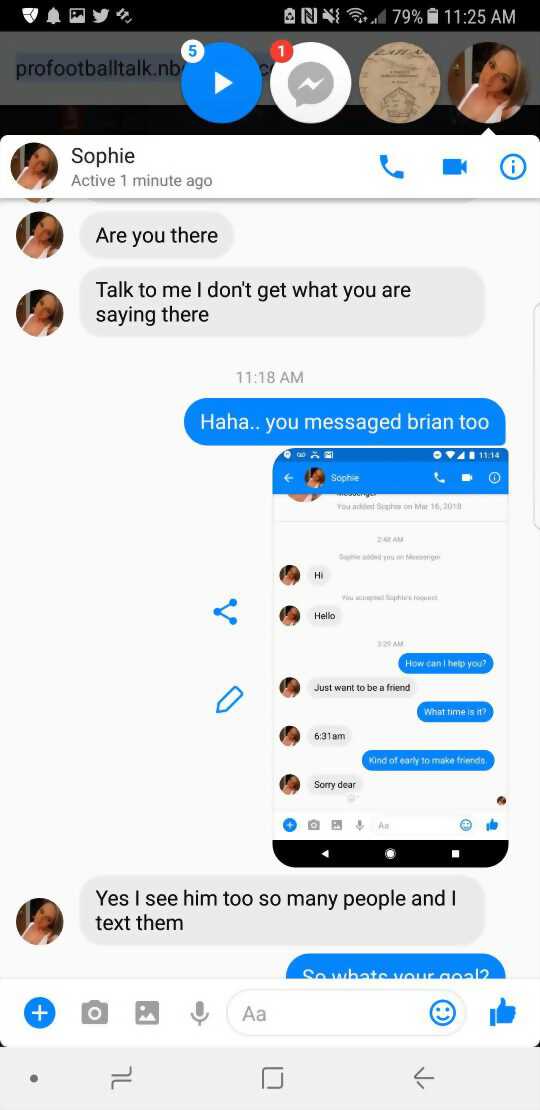 79% 11:25 AM
profootballtalk.nb
5
1
Sophie
Active 1 minute ago
Are you there
Talk to me I don't get what you are
saying there
11:18 AM
Haha.. you messaged brian too
11:14
Sophie
Messenger
You added Sophie on Mar 16, 2018
2:48 AM
Sophie added you on Messenger
Hi
You accepted Sophie's request
Hello
3:29 AM
How can I help you?
Just want to be a friend
What time is it?
6:31am
Kind of early to make friends.
Sorry dear
Aa
Yes I see him too so many people and I
text them
So whats your goal?
Aa